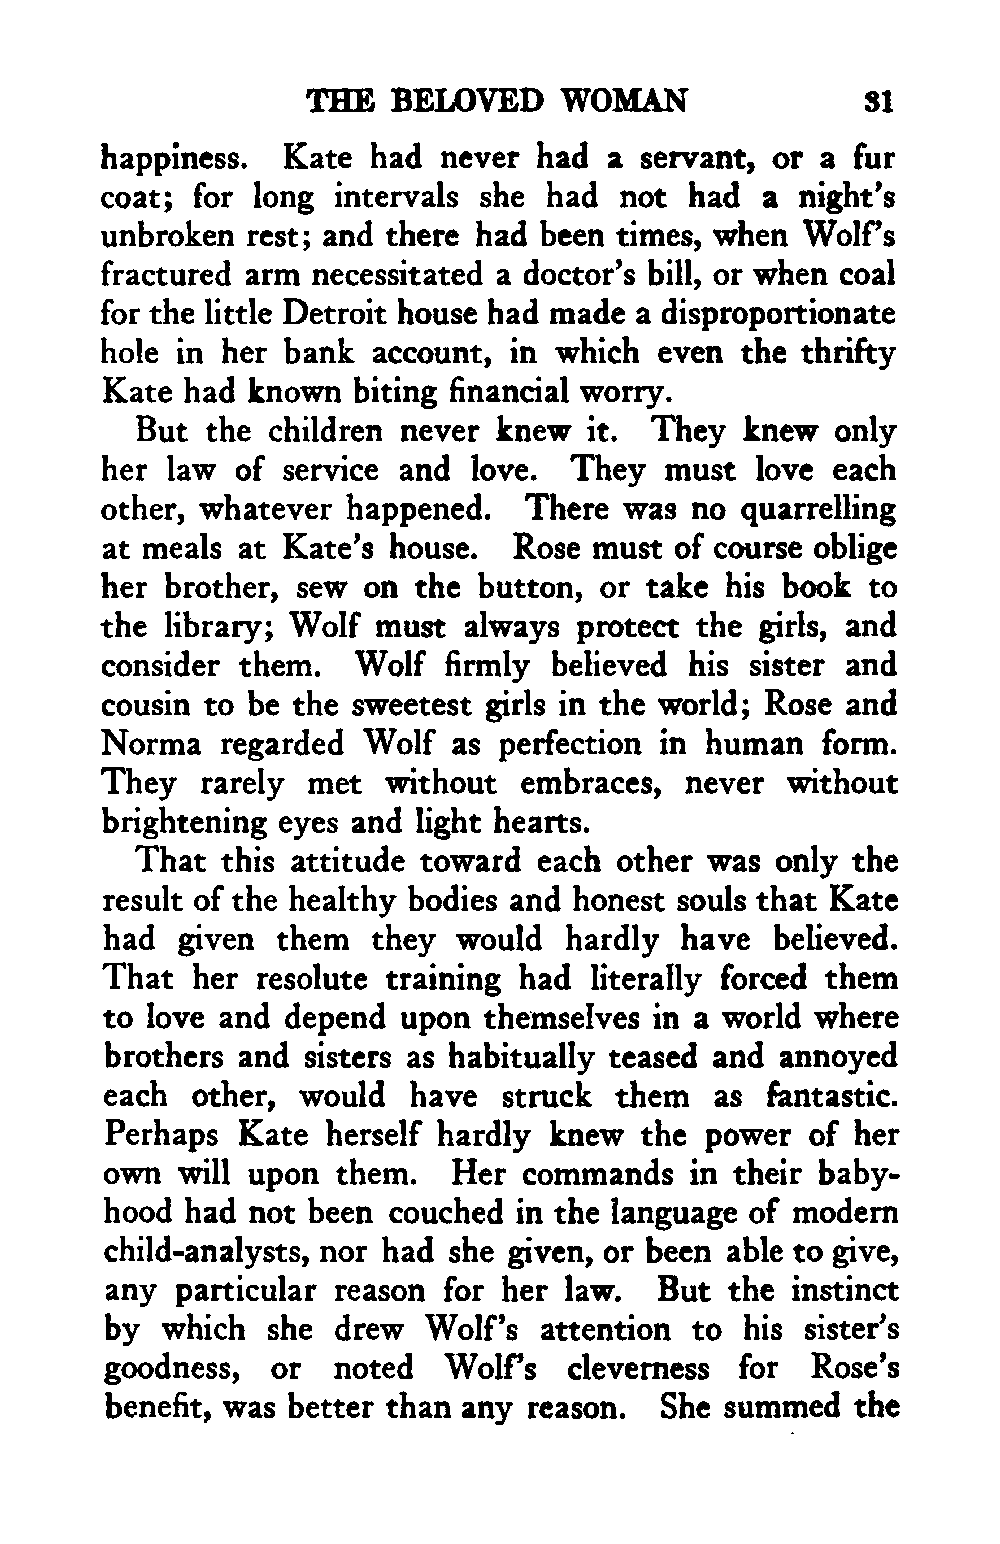 THE BELOVED WOMAN 31
happiness. Kate had never had a servant, or a fur
coat; for long intervals she had not had a night's
unbroken rest; and there had been times, when Wolf's
fractured arm necessitated a doctor's bill, or when coal
for the little Detroit house had made a disproportionate
hole in her bank account, in which even the thrifty
Kate had known biting financial worry.
But the children never knew it. They knew only
her law of service and love. They must love each
other, whatever happened. There was no quarrelling
at meals at Kate's house. Rose must of course oblige
her brother, sew on the button, or take his book to
the library; Wolf must always protect the girls, and
consider them. Wolf firmly believed his sister and
cousin to be the sweetest girls in the world; Rose and
Norma regarded Wolf as perfection in human form.
They rarely met without embraces, never without
brightening eyes and light hearts.
That this attitude toward each other was only the
result of the healthy bodies and honest souls that Kate
had given them they would hardly have believed.
That her resolute training had literally forced them
to love and depend upon themselves in a world where
brothers and sisters as habitually teased and annoyed
each other, would have struck them as fantastic.
Perhaps Kate herself hardly knew the power of her
own will upon them. Her commands in their baby-
hood had not been couched in the language of modern
child-analysts, nor had she given, or been able to give,
any particular reason for her law. But the instinct
by which she drew Wolf's attention to his sister's
goodness, or noted Wolf's cleverness for Rose's
benefit, was better than any reason. She summed the